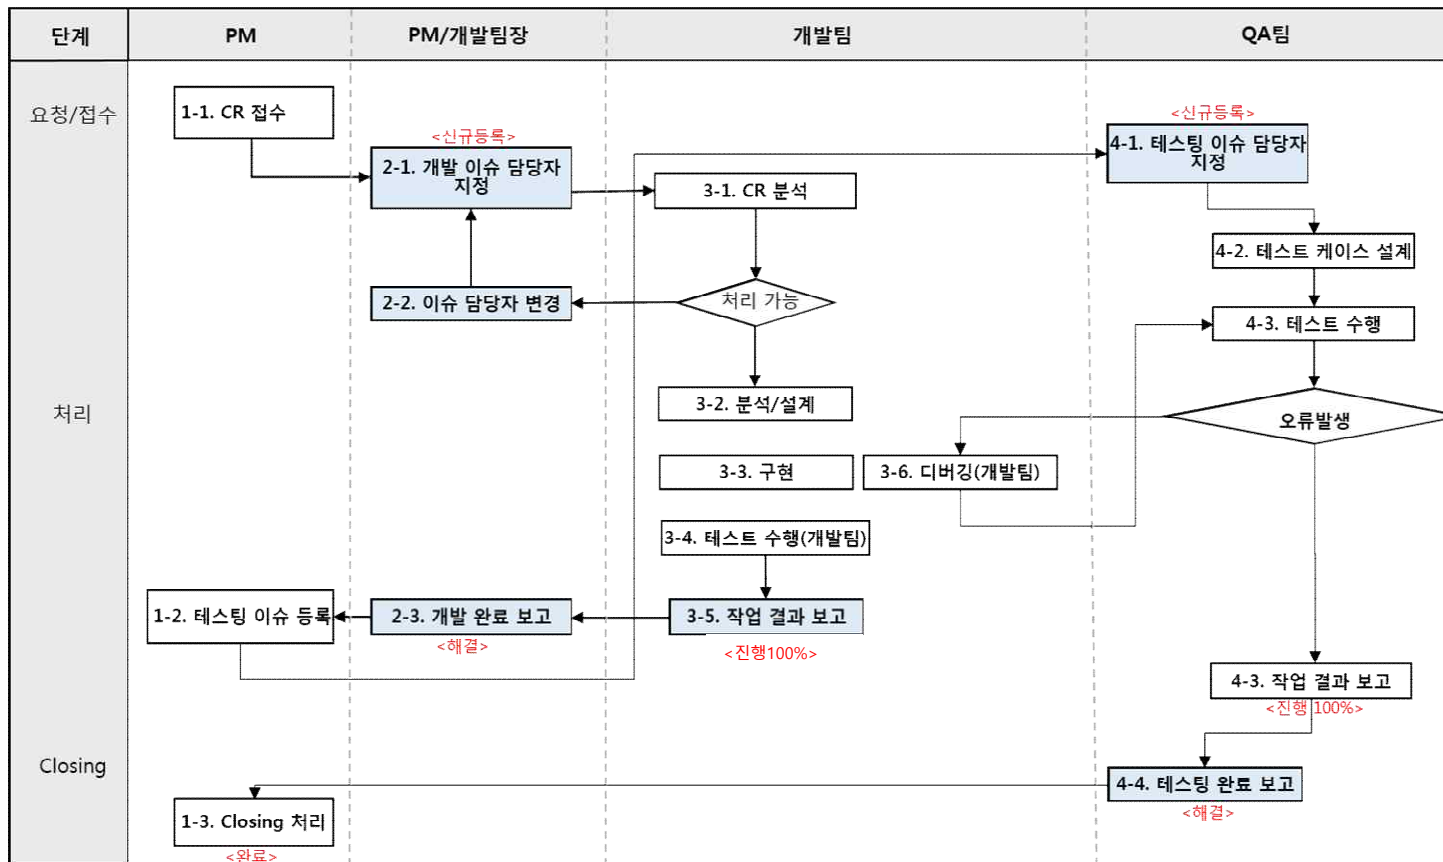 단계
PM
PM/개발팀장
개발팀
QA팀
요청/접수
1-1. CR 접수
<신규등록>
2-1. 개발 이슈 담당자
지정
3-1. CR 분석
<신규등록>
4-1. 테스팅 이슈 담당자
지정
4-2. 테스트 케이스 설계
2-2. 이슈 담당자 변경
처리 가능
4-3. 테스트 수행
처리
3-2. 분석/설계
오류발생
3-3. 구현
3-6. 디버깅(개발팀)
3-4. 테스트 수행(개발팀)
1-2. 테스팅 이슈 등록
2-3. 개발 완료 보고
<해결>
3-5. 작업 결과 보고
<진행100%>
4-3. 작업 결과 보고
<진행 100%>
Closing
4-4. 테스팅 완료 보고
<해결>
1-3. Closing 처리
<완료>